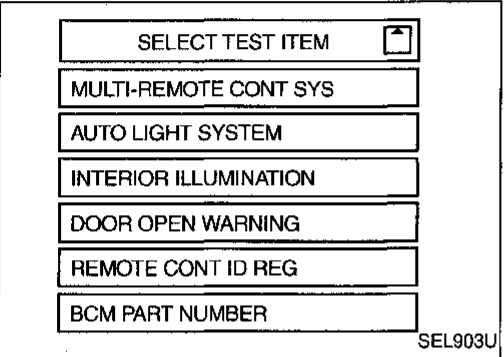 SELECT TEST ITEM
MULTI-REMOTE CONT SYS
AUTO LIGHT SYSTEM
INTERIOR ILLUMINATION
DOOR OPEN WARNING
REMOTE CONT ID REG
BCM PART NUMBER
SEL903U